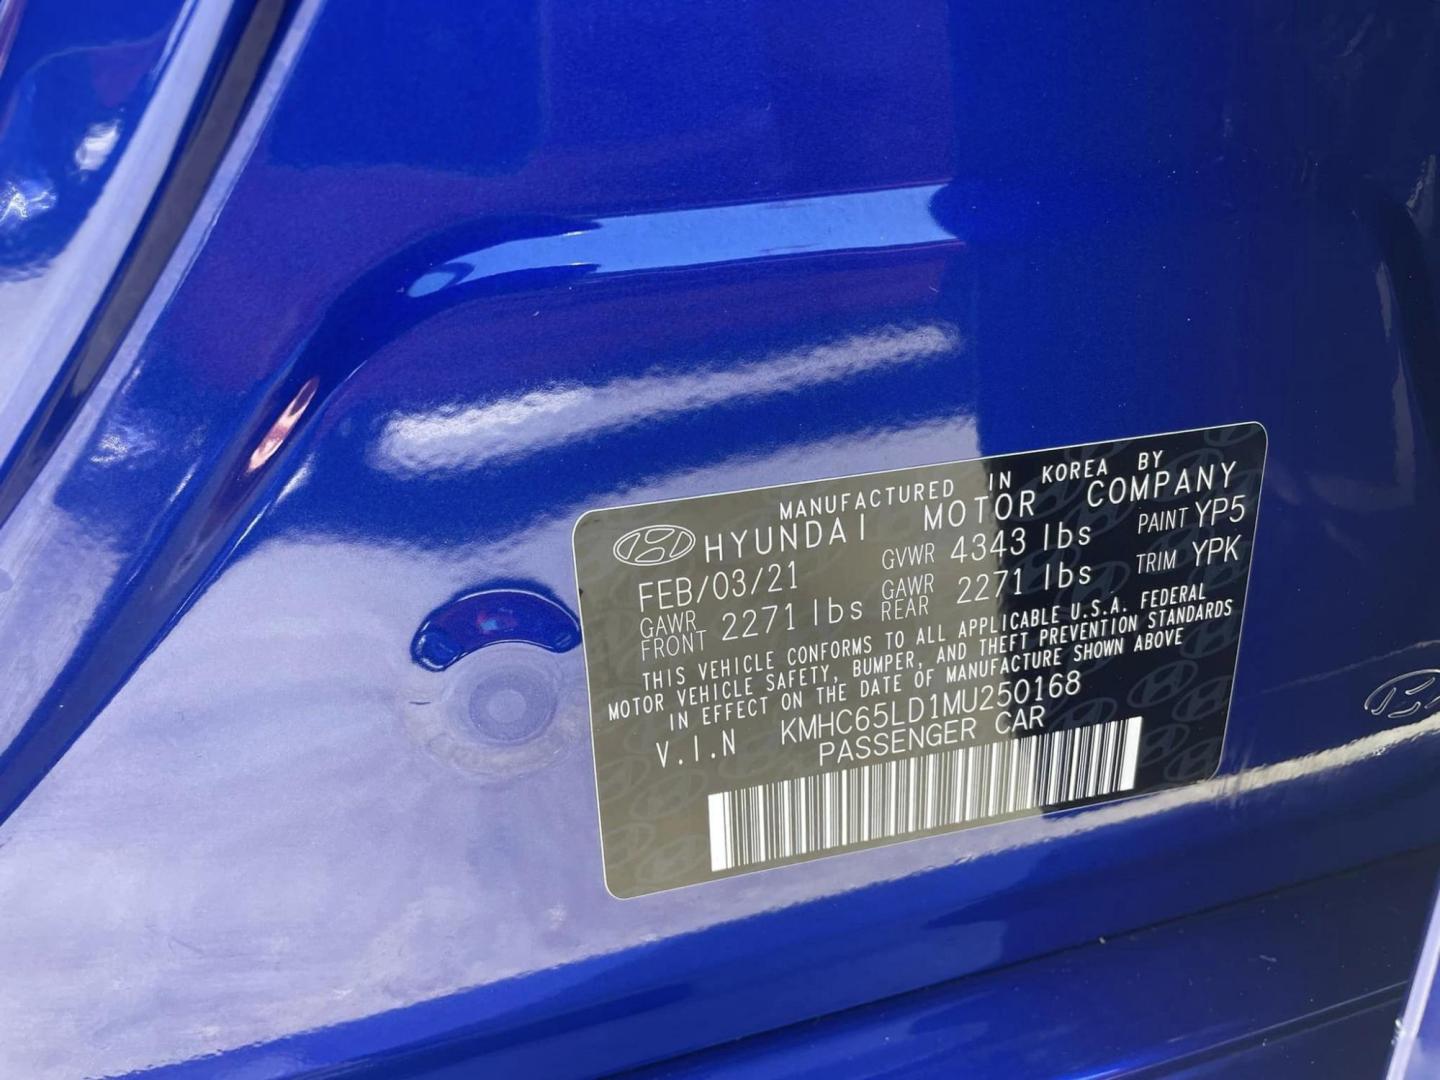 MANUFACTURED IN KOREA BY
HYUNDAI MOTOR COMPANY
FEB/03/21 GVWR 4343 lbs PAINT YP5
GAWR FRONT 2271 lbs GAWR REAR 2271 lbs TRIM YPK
THIS VEHICLE CONFORMS TO ALL APPLICABLE U.S.A. FEDERAL
MOTOR VEHICLE SAFETY, BUMPER, AND THEFT PREVENTION STANDARDS
IN EFFECT ON THE DATE OF MANUFACTURE SHOWN ABOVE
V.I.N KMHC65LD1MU250168
PASSENGER CAR